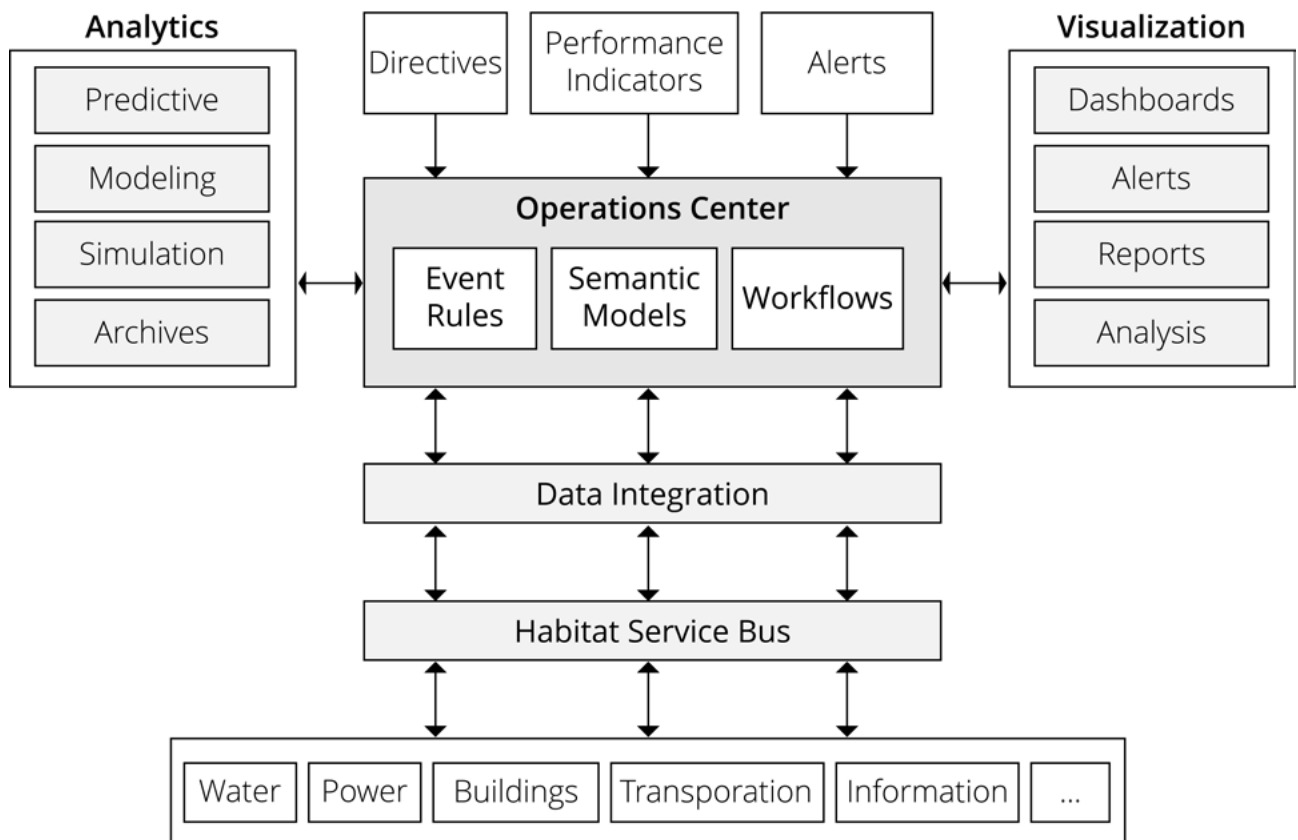 Analytics
Predictive
Modeling
Simulation
Archives
Directives
Performance
Indicators
Alerts
Visualization
Dashboards
Alerts
Reports
Analysis
Operations Center
Event
Rules
Semantic
Models
Workflows
Data Integration
Habitat Service Bus
Water
Power
Buildings
Transporation
Information
...